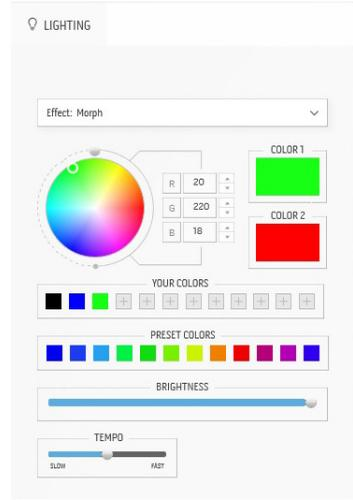 LIGHTING
Effect: Morph
COLOR 1
R 20
G 220
B 18
COLOR 2
YOUR COLORS
PRESET COLORS
BRIGHTNESS
TEMPO
SLOW FAST